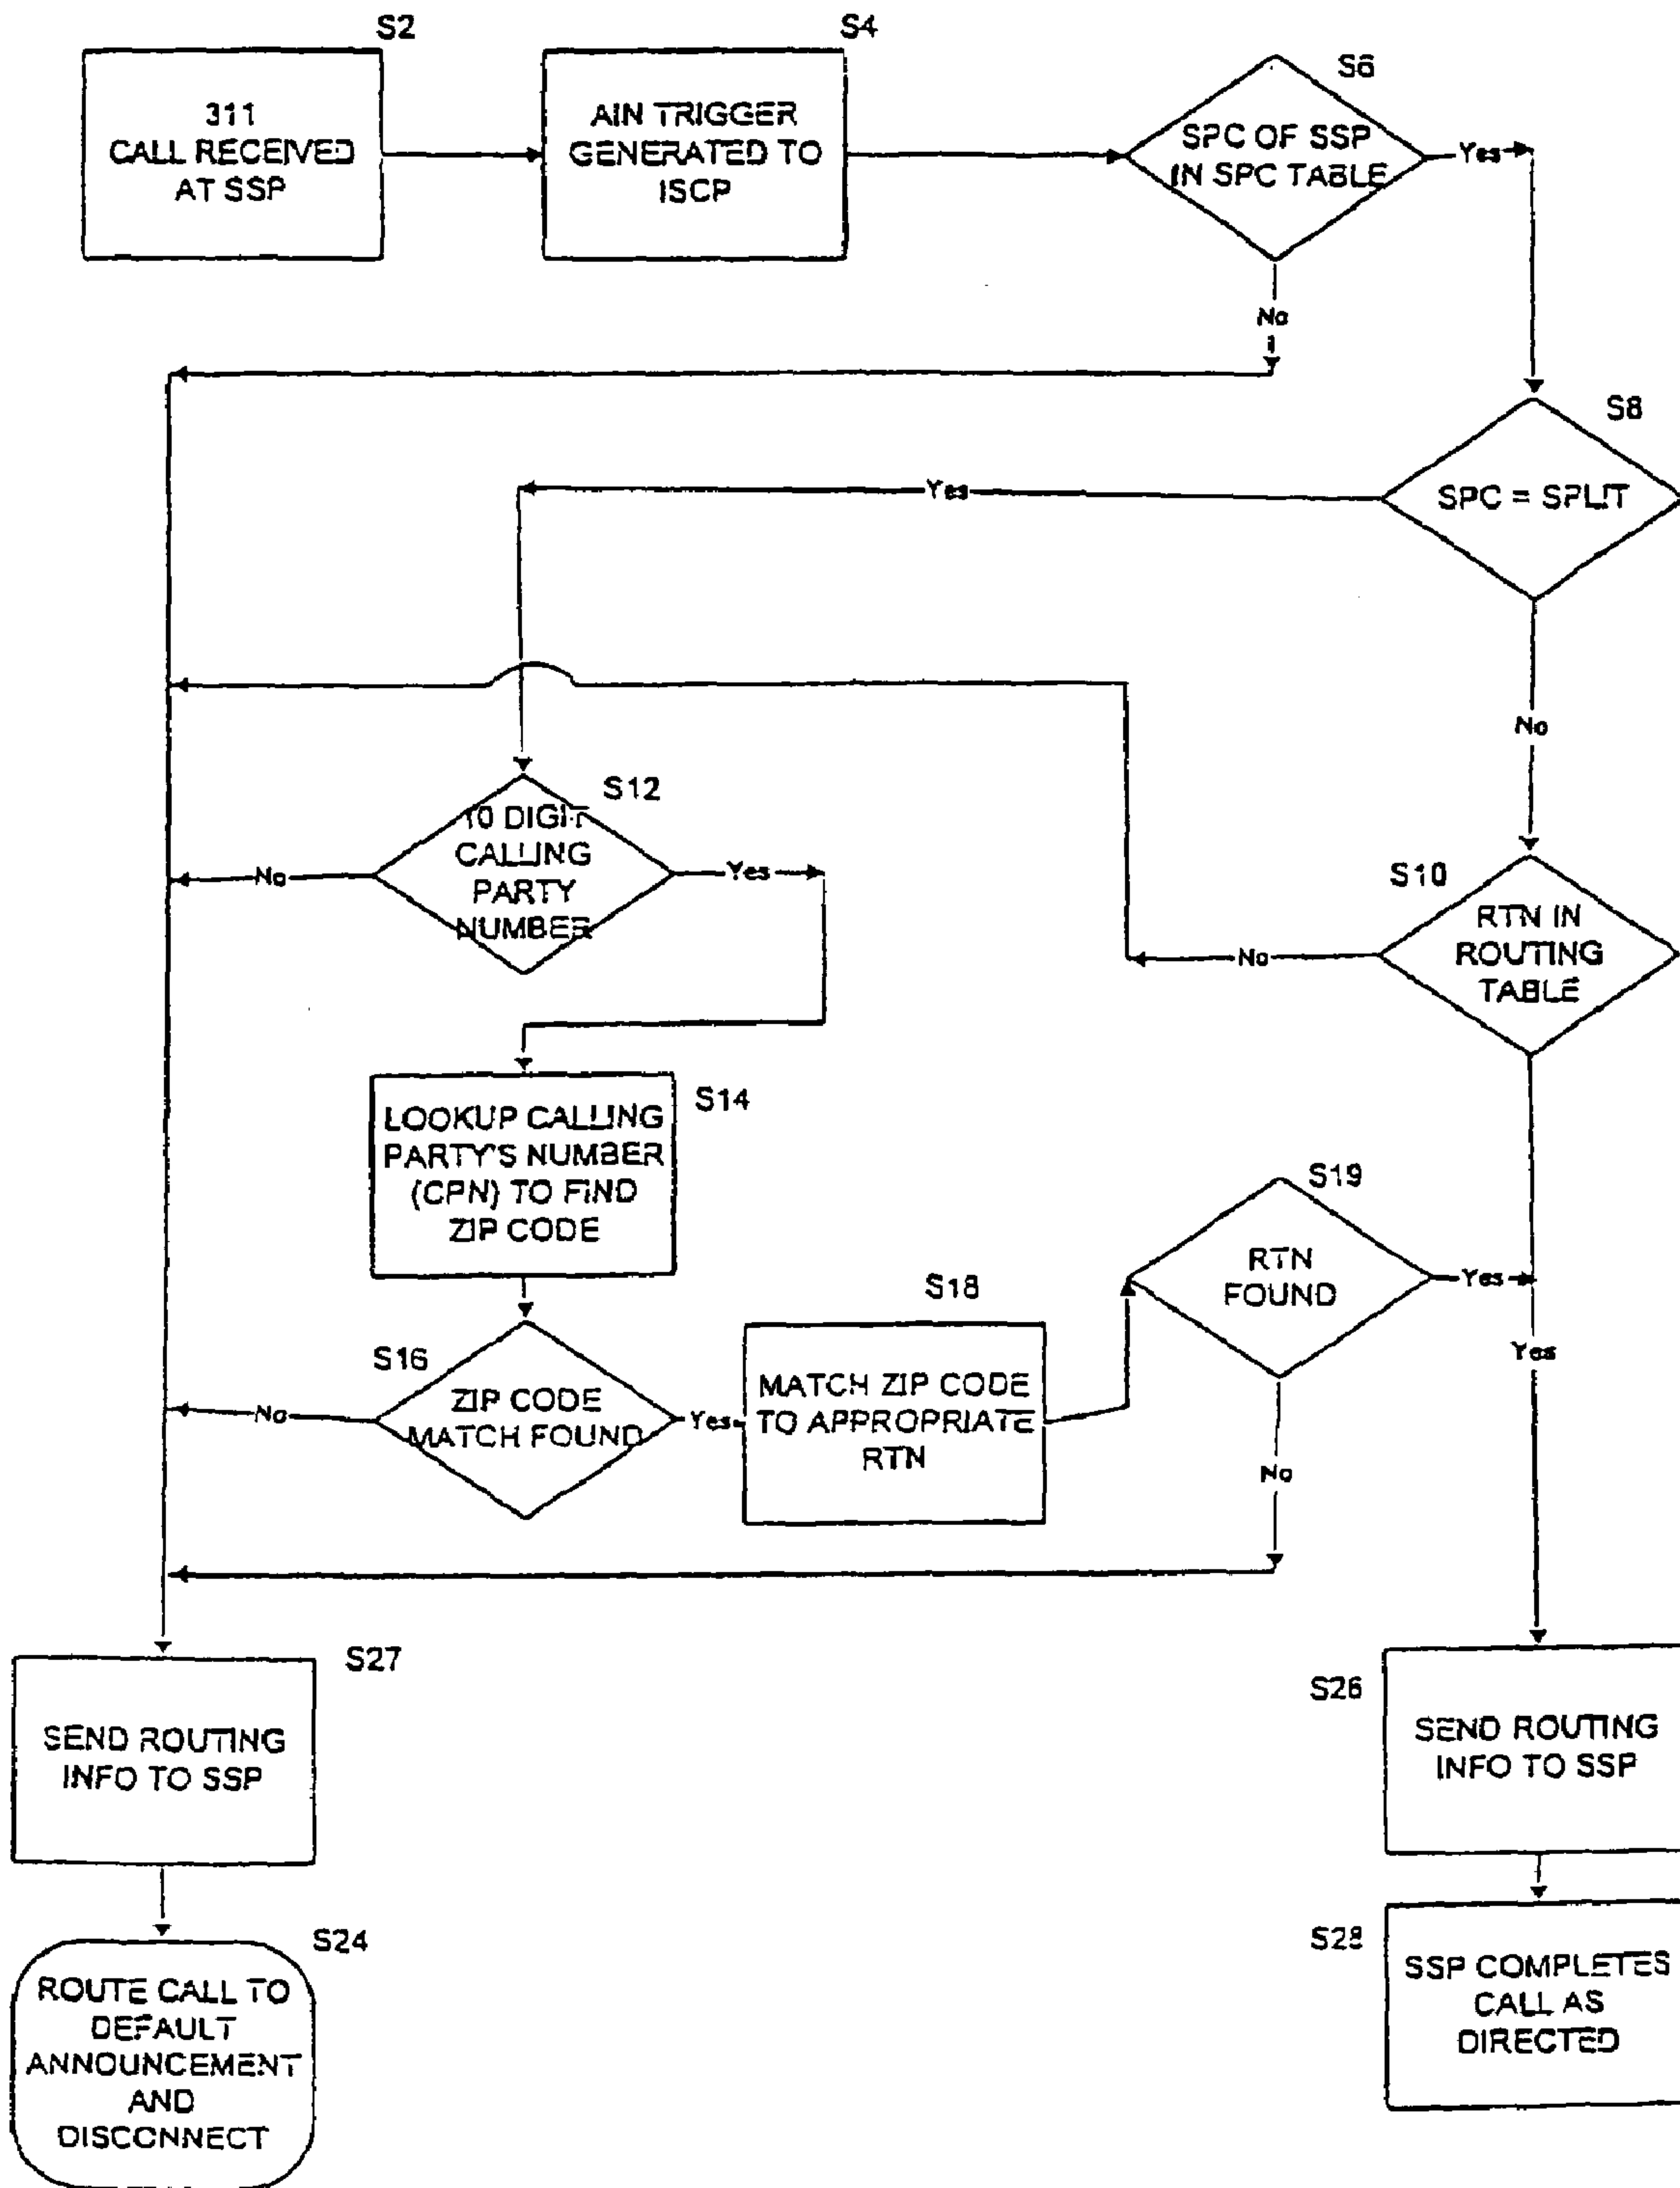 S2
311
CALL RECEIVED
AT SSP
S4
AIN TRIGGER
GENERATED TO
ISCP
S6
SPC OF SSP
IN SPC TABLE
Yes
No
S8
SPC = SPLIT
Yes
No
S12
10 DIGIT
CALLING
PARTY
NUMBER
No
Yes
S10
RTN IN
ROUTING
TABLE
No
Yes
S14
LOOKUP CALLING
PARTY'S NUMBER
(CPN) TO FIND
ZIP CODE
S16
ZIP CODE
MATCH FOUND
No
Yes
S18
MATCH ZIP CODE
TO APPROPRIATE
RTN
S19
RTN
FOUND
Yes
No
S27
SEND ROUTING
INFO TO SSP
S26
SEND ROUTING
INFO TO SSP
S24
ROUTE CALL TO
DEFAULT
ANNOUNCEMENT
AND
DISCONNECT
S28
SSP COMPLETES
CALL AS
DIRECTED